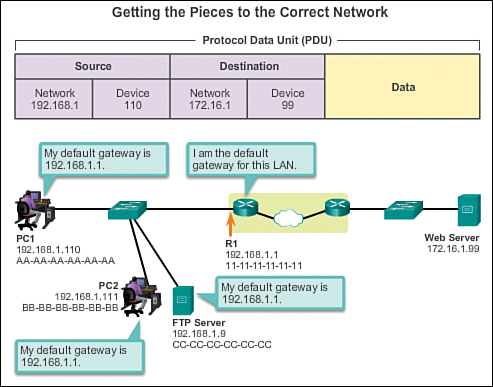 Getting the Pieces to the Correct Network
Protocol Data Unit (PDU)
Source
Destination
Data
Network
192.168.1
Device
110
Network
172.16.1
Device
99
My default gateway is
192.168.1.1.
I am the default
gateway for this LAN.
PC1
192.168.1.110
AA-AA-AA-AA-AA-AA
R1
192.168.1.1
11-11-11-11-11-11
Web Server
172.16.1.99
PC2
192.168.1.111
BB-BB-BB-BB-BB-BB
My default gateway is
192.168.1.1.
FTP Server
192.168.1.9
CC-CC-CC-CC-CC-CC
My default gateway is
192.168.1.1.